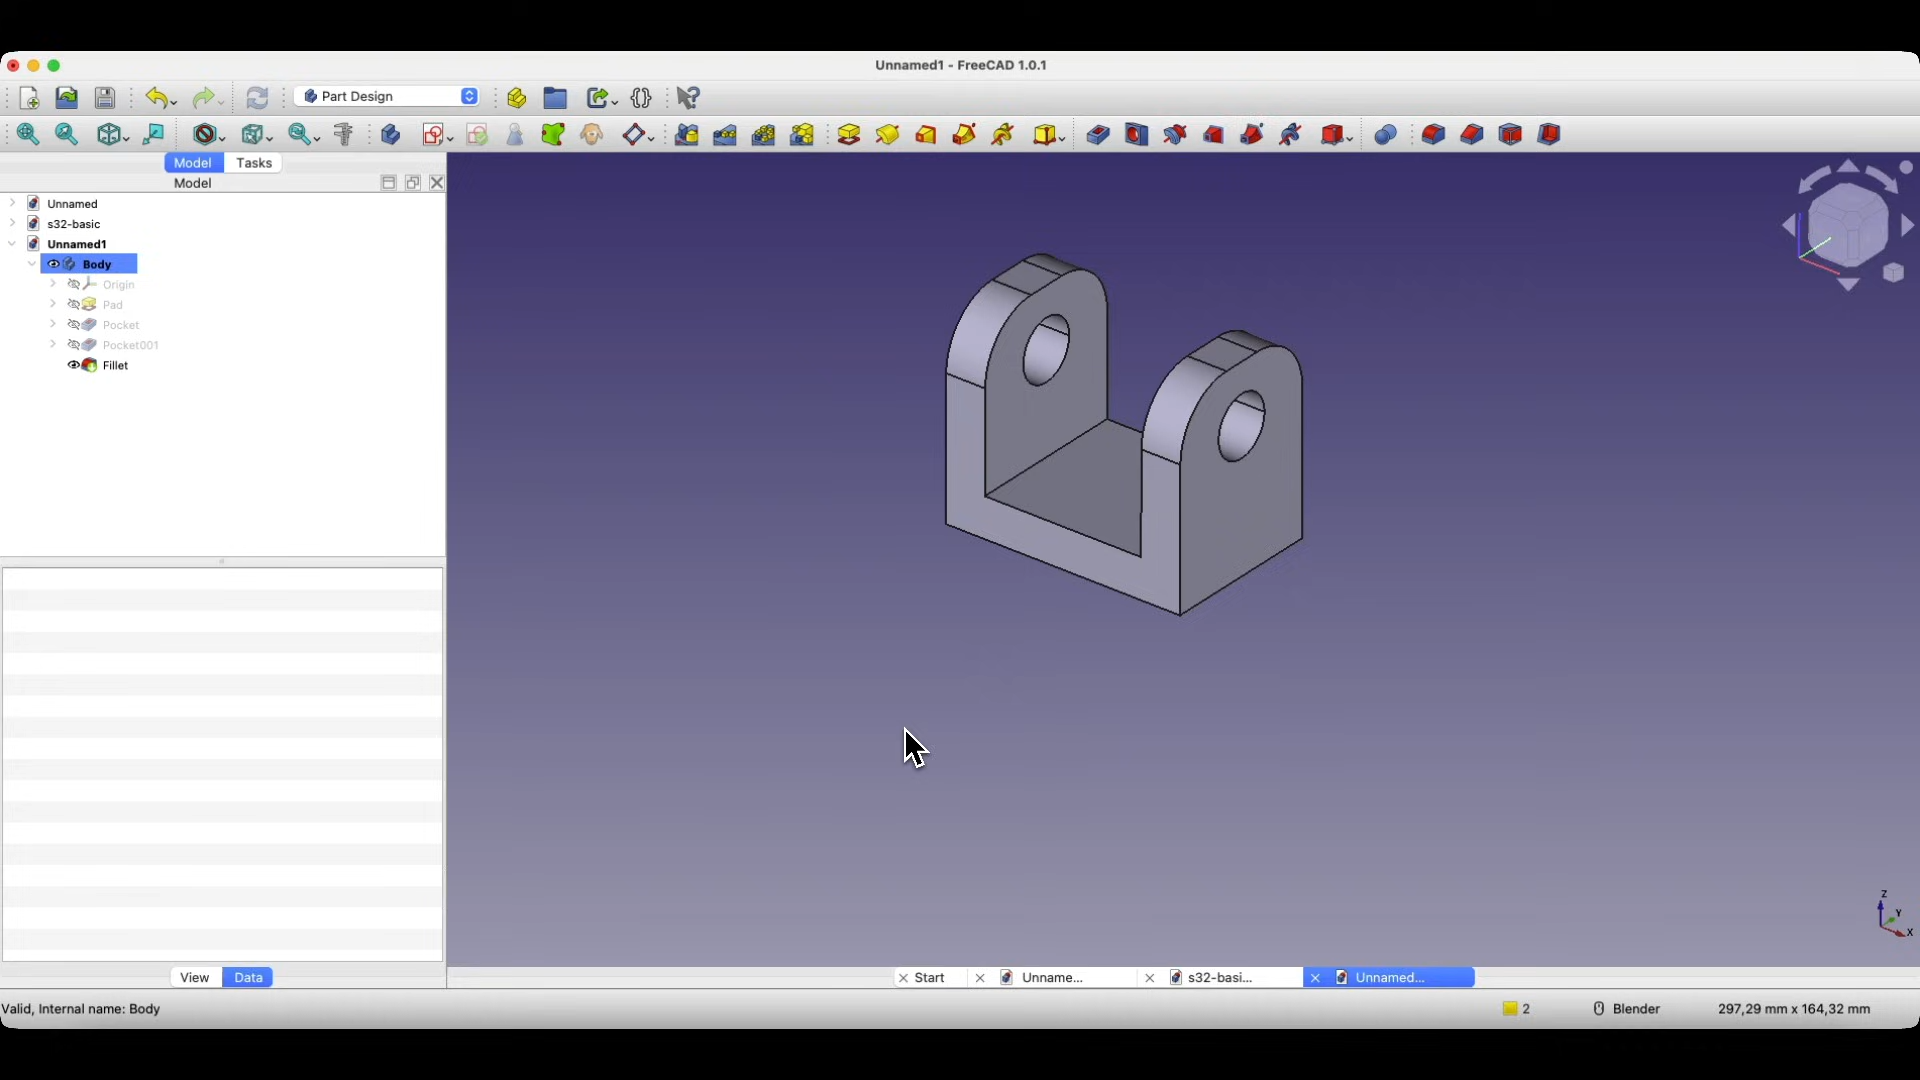 Unnamed1 - FreeCAD 1.0.1
Part Design
Model
Tasks
Model
Unnamed
s32-basic
Unnamed1
Body
Origin
Pad
Pocket
Pocket001
Fillet
Z
Y
X
View
Data
Start
Unname...
s32-basi...
Unnamed...
Valid, Internal name: Body
2
Blender
297,29 mm x 164,32 mm